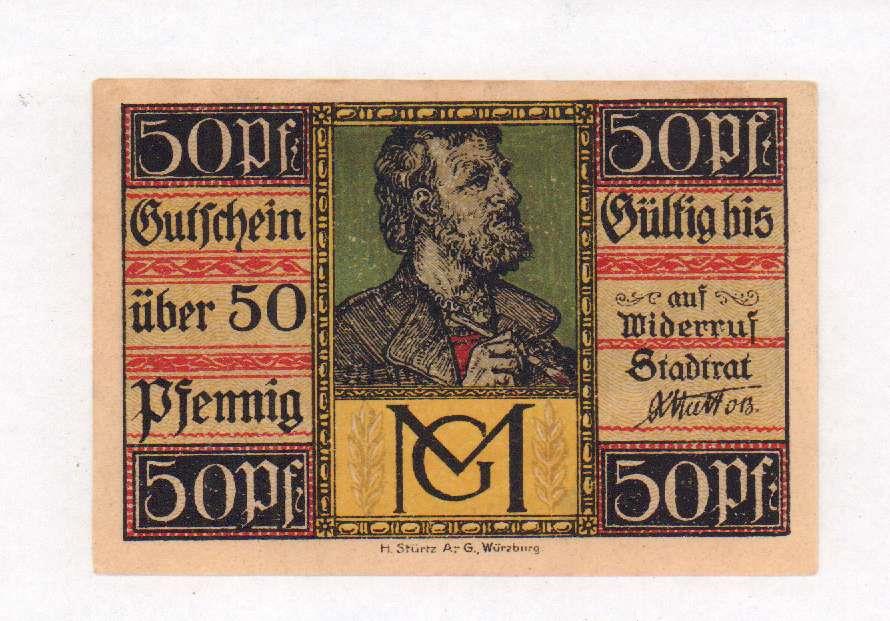 50 Pf.
Gutschein
über 50
Pfennig
50 Pf.
MG
50 Pf.
Gültig bis
auf
Widerruf
Stadtrat
50 Pf.
H. Stürtz A.-G., Würzburg